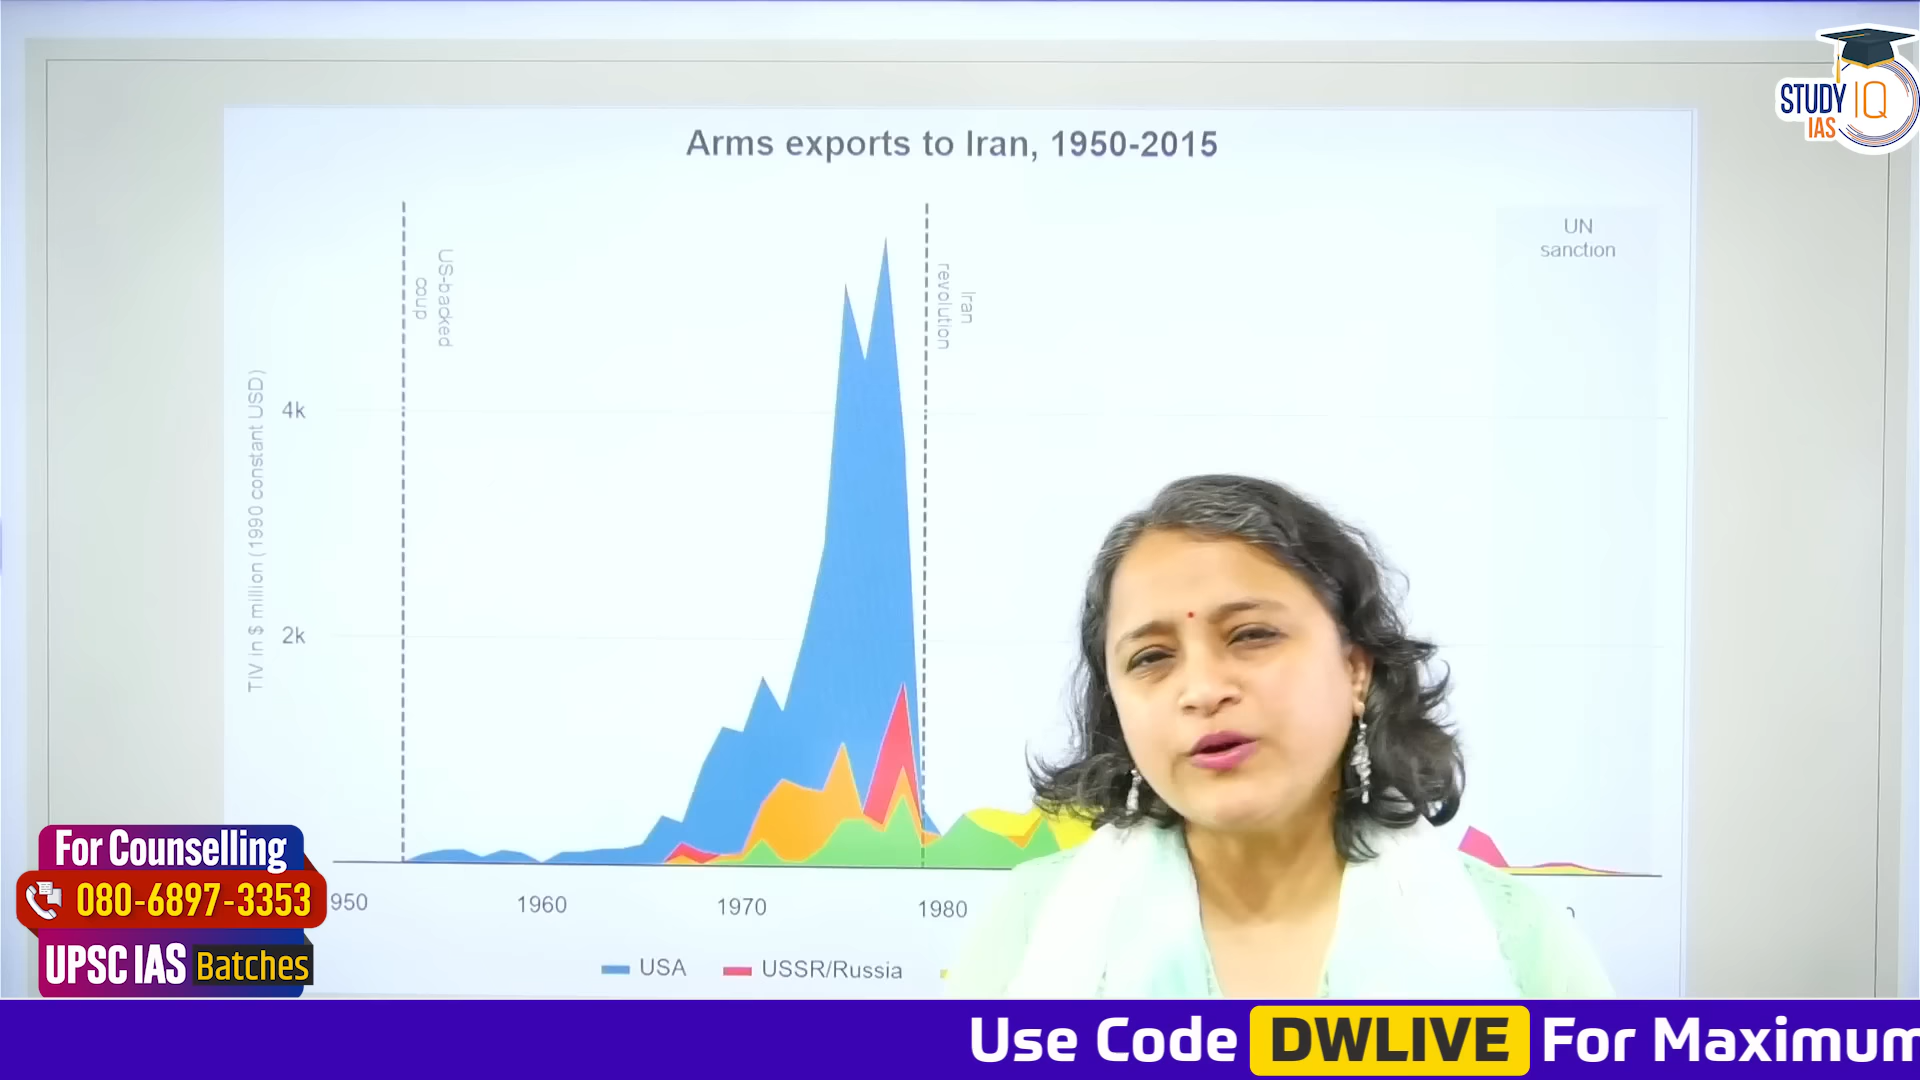 STUDY IQ
IAS
Arms exports to Iran, 1950-2015
US-backed
coup
Iran
revolution
UN
sanction
TIV in $ million (1990 constant USD)
4k
2k
950
1960
1970
1980
USA
USSR/Russia
For Counselling
080-6897-3353
UPSC IAS Batches
Use Code DWLIVE For Maximum